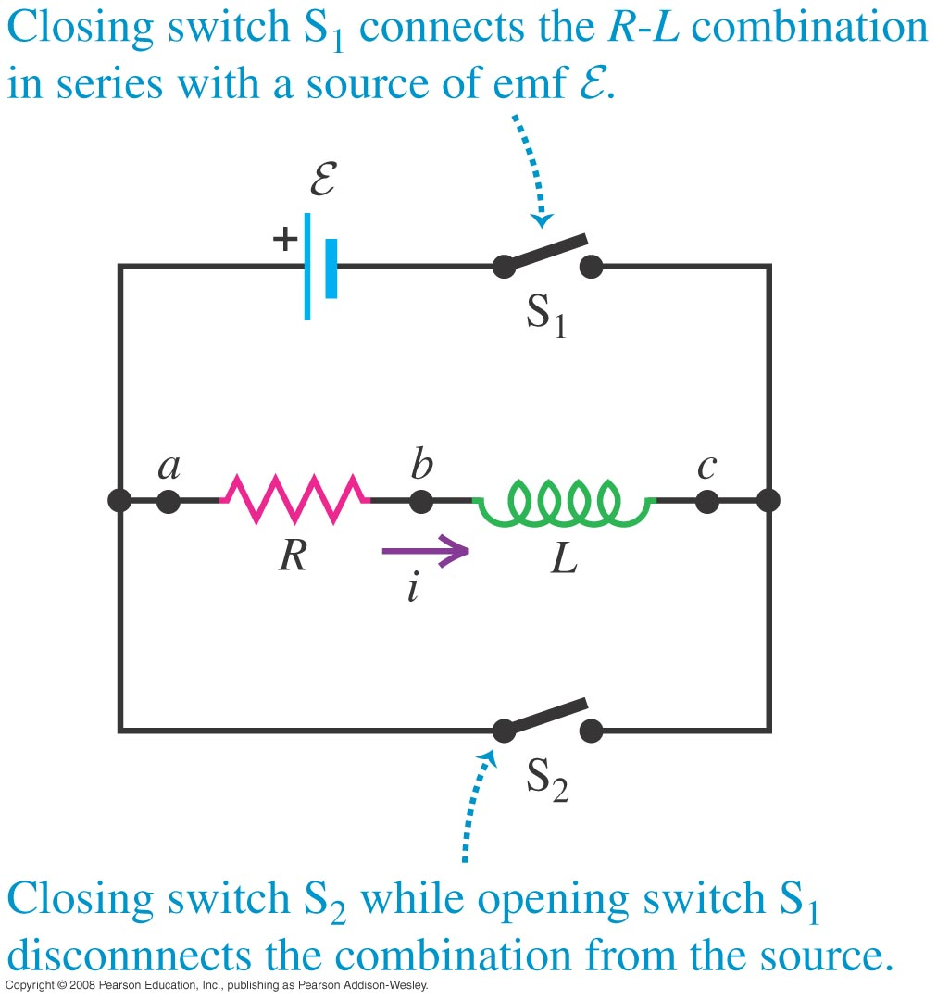 Closing switch S₁ connects the R-L combination
in series with a source of emf ℰ.
ℰ
+
S₁
a
b
c
R
L
i
S₂
Closing switch S₂ while opening switch S₁
disconnnects the combination from the source.
Copyright © 2008 Pearson Education, Inc., publishing as Pearson Addison-Wesley.